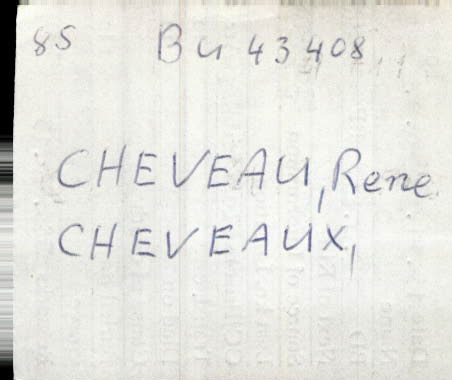 85 Bu 43408
CHEVEAU, Rene
CHEVEAUX,